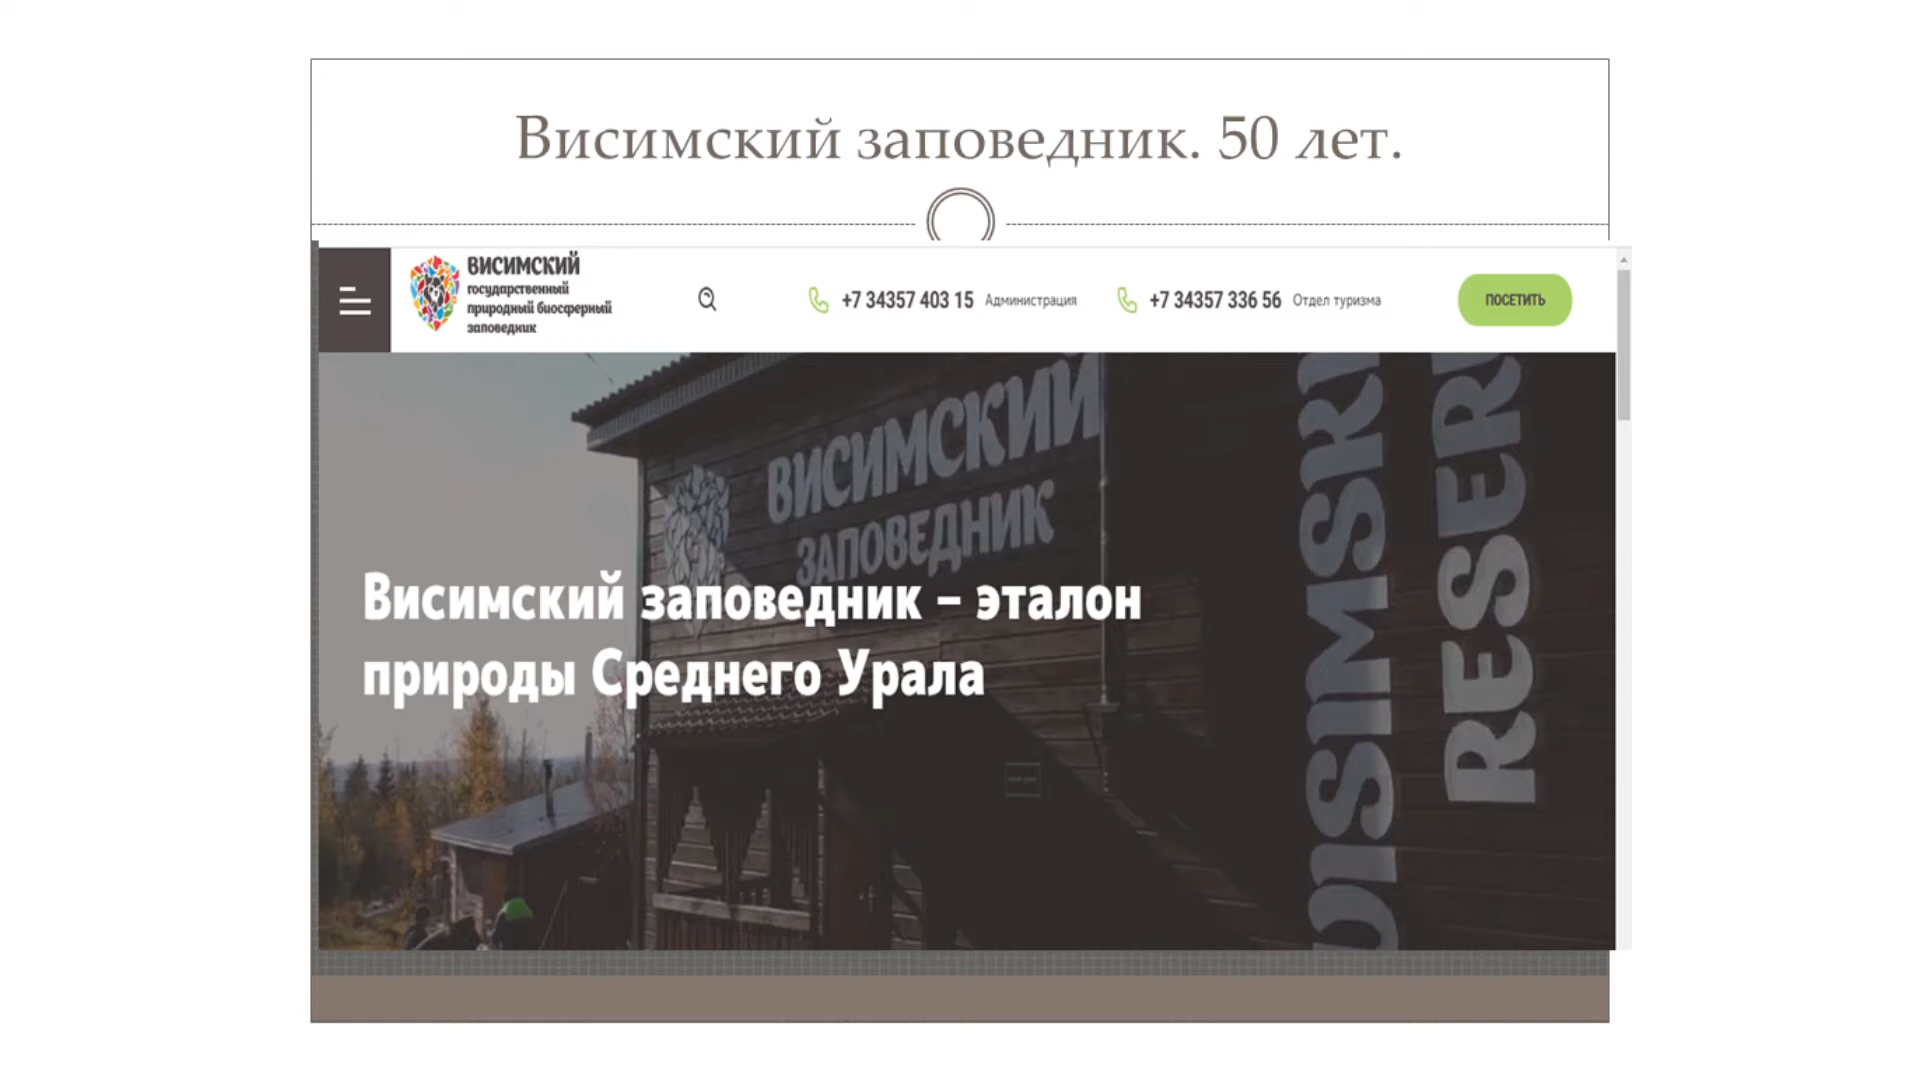 Висимский заповедник. 50 лет.
ВИСИМСКИЙ
государственный
природный биосферный
заповедник
+7 34357 403 15 Администрация
+7 34357 336 56 Отдел туризма
ПОСЕТИТЬ
ВИСИМСКИЙ
ЗАПОВЕДНИК
Висимский заповедник – эталон
природы Среднего Урала
VISIMSKI
RESER